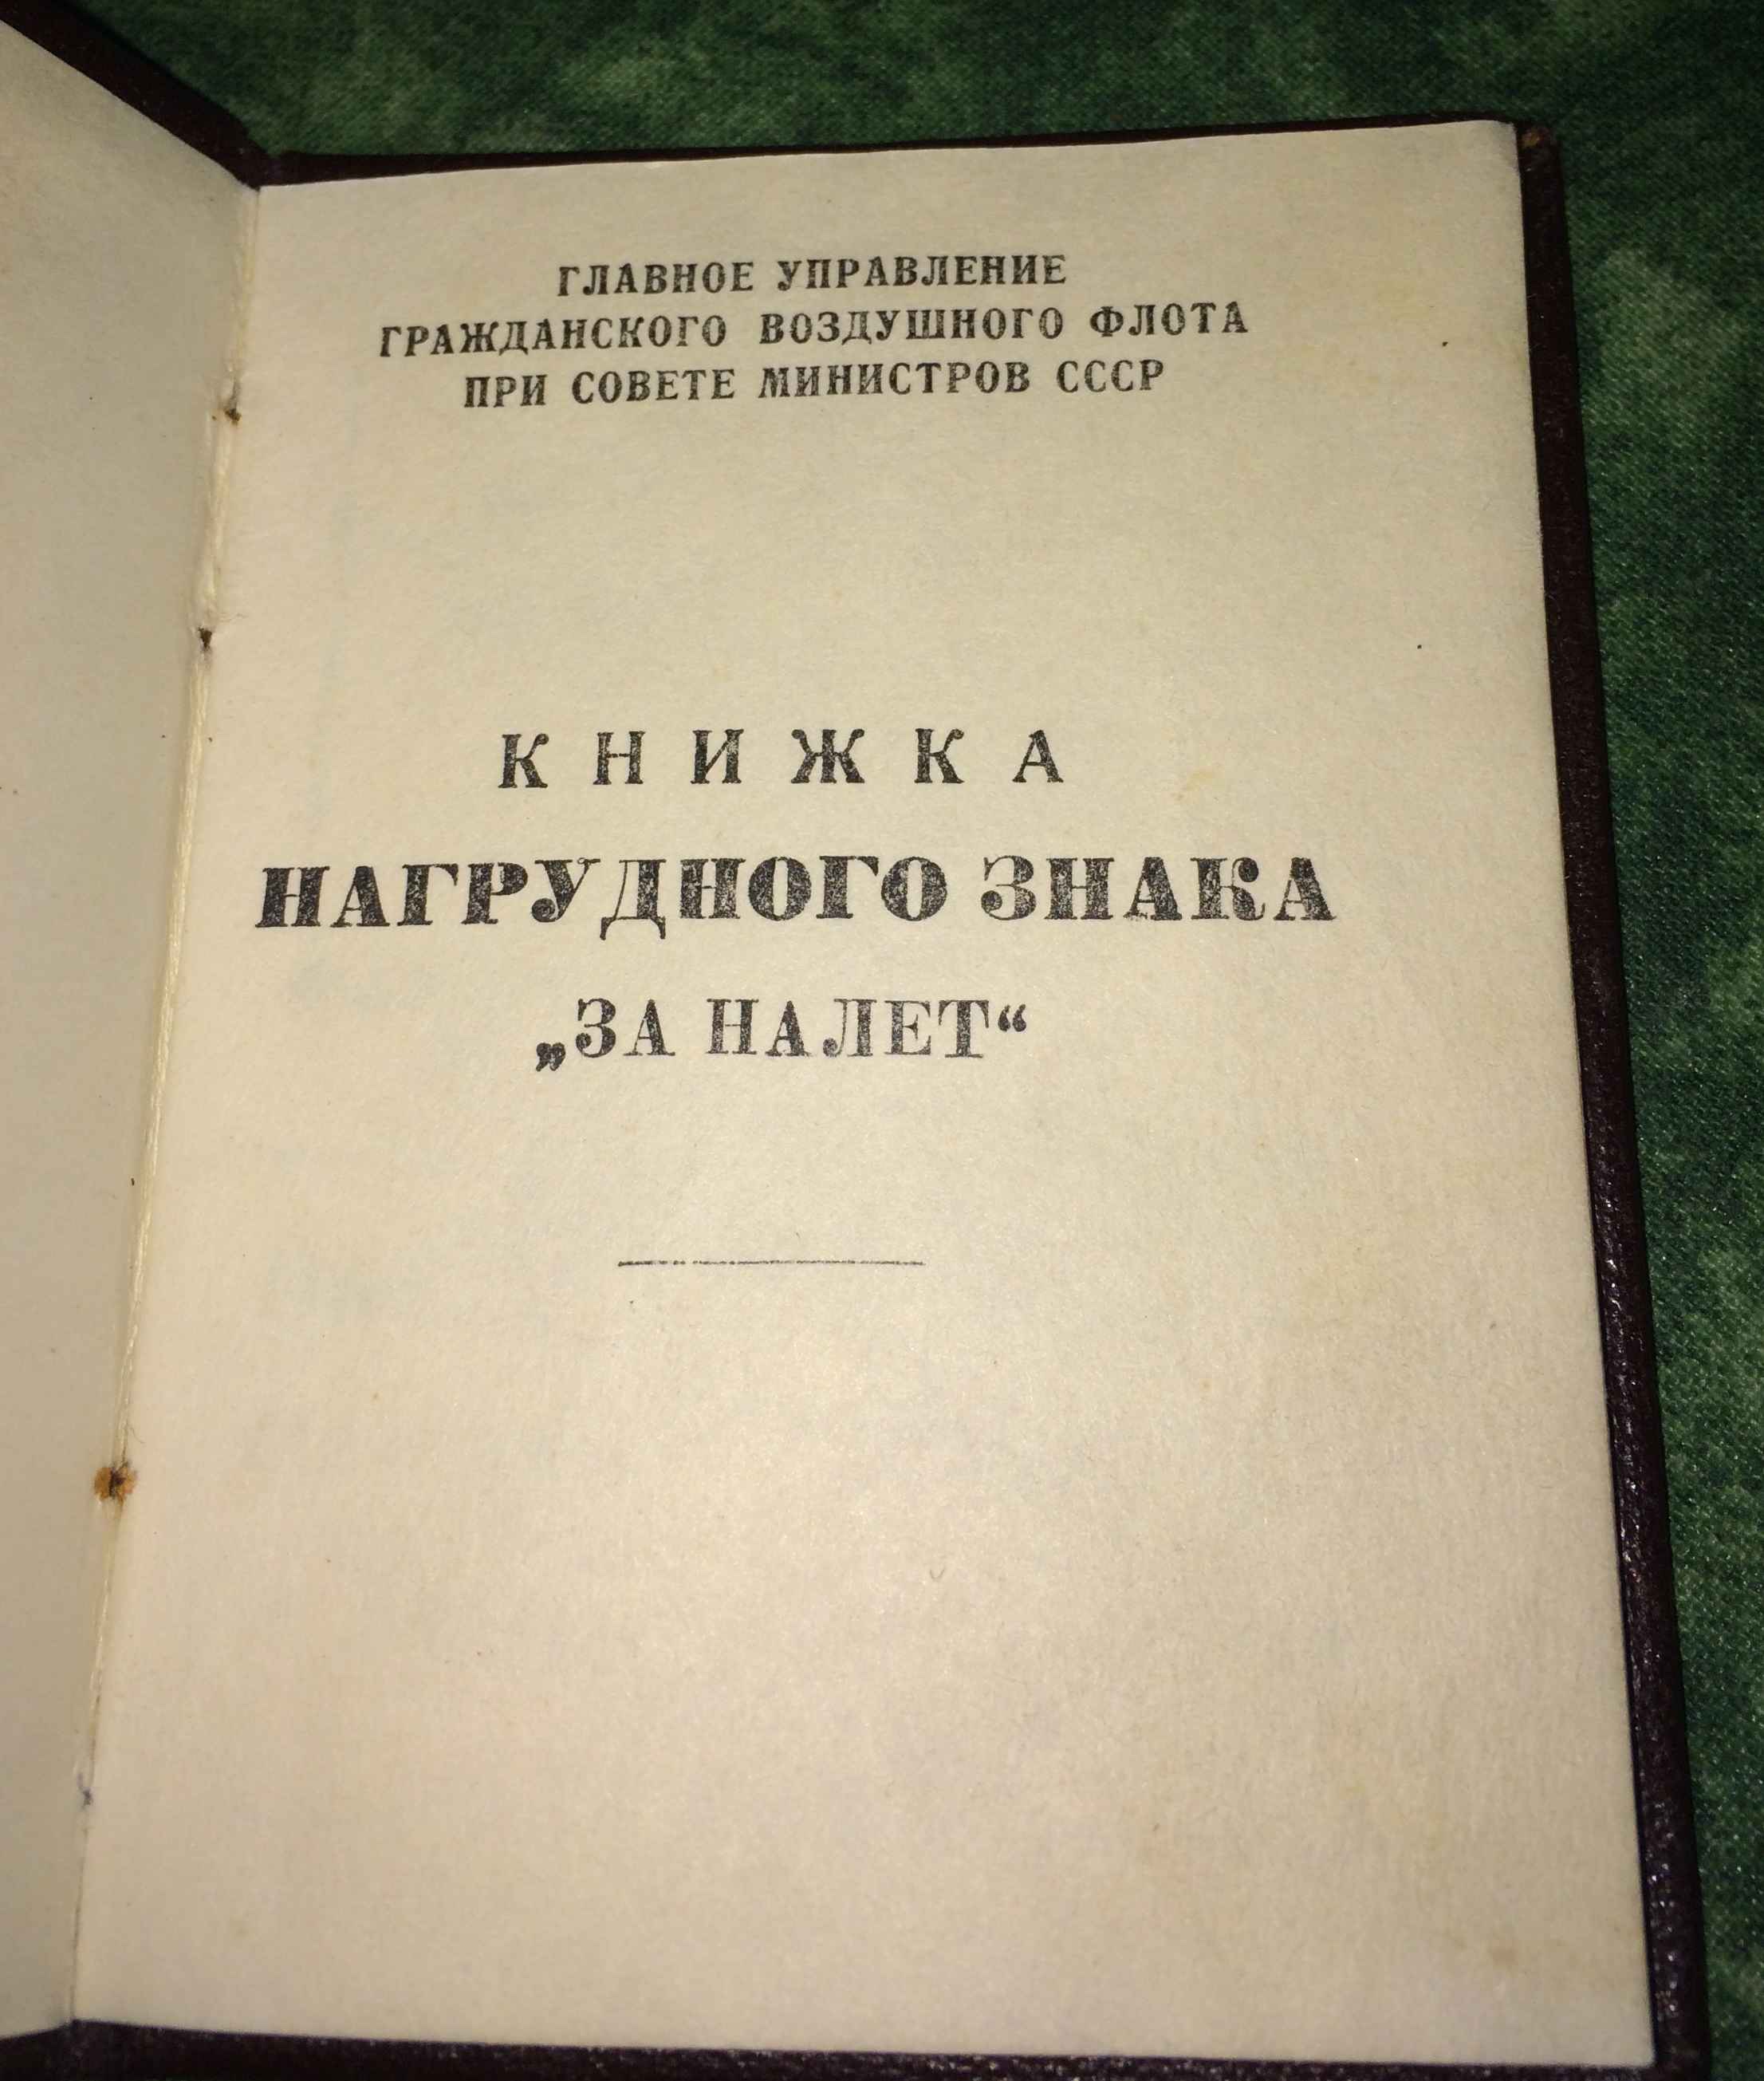 ГЛАВНОЕ УПРАВЛЕНИЕ
ГРАЖДАНСКОГО ВОЗДУШНОГО ФЛОТА
ПРИ СОВЕТЕ МИНИСТРОВ СССР
КНИЖКА
НАГРУДНОГО ЗНАКА
„ЗА НАЛЕТ“